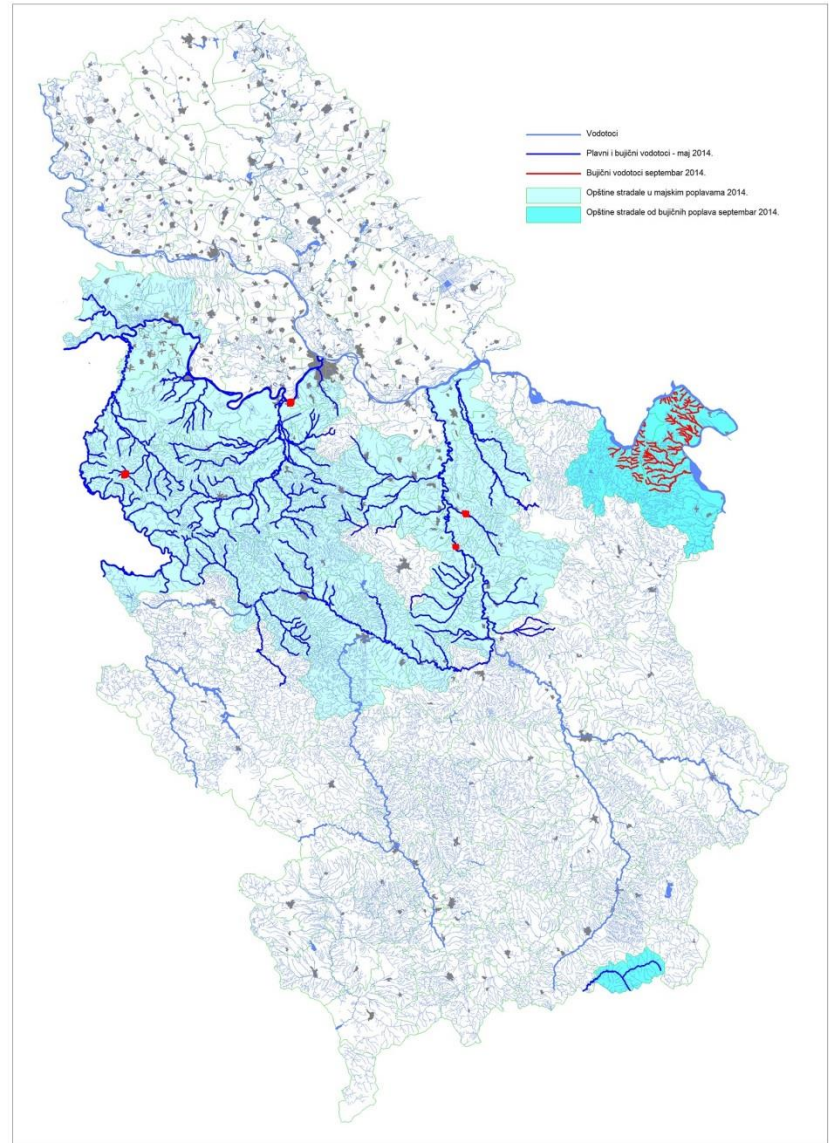 Vodotoci
Plavni i bujični vodotoci - maj 2014.
Bujični vodotoci septembar 2014.
Opštine stradale u majskim poplavama 2014.
Opštine stradale od bujičnih poplava septembar 2014.